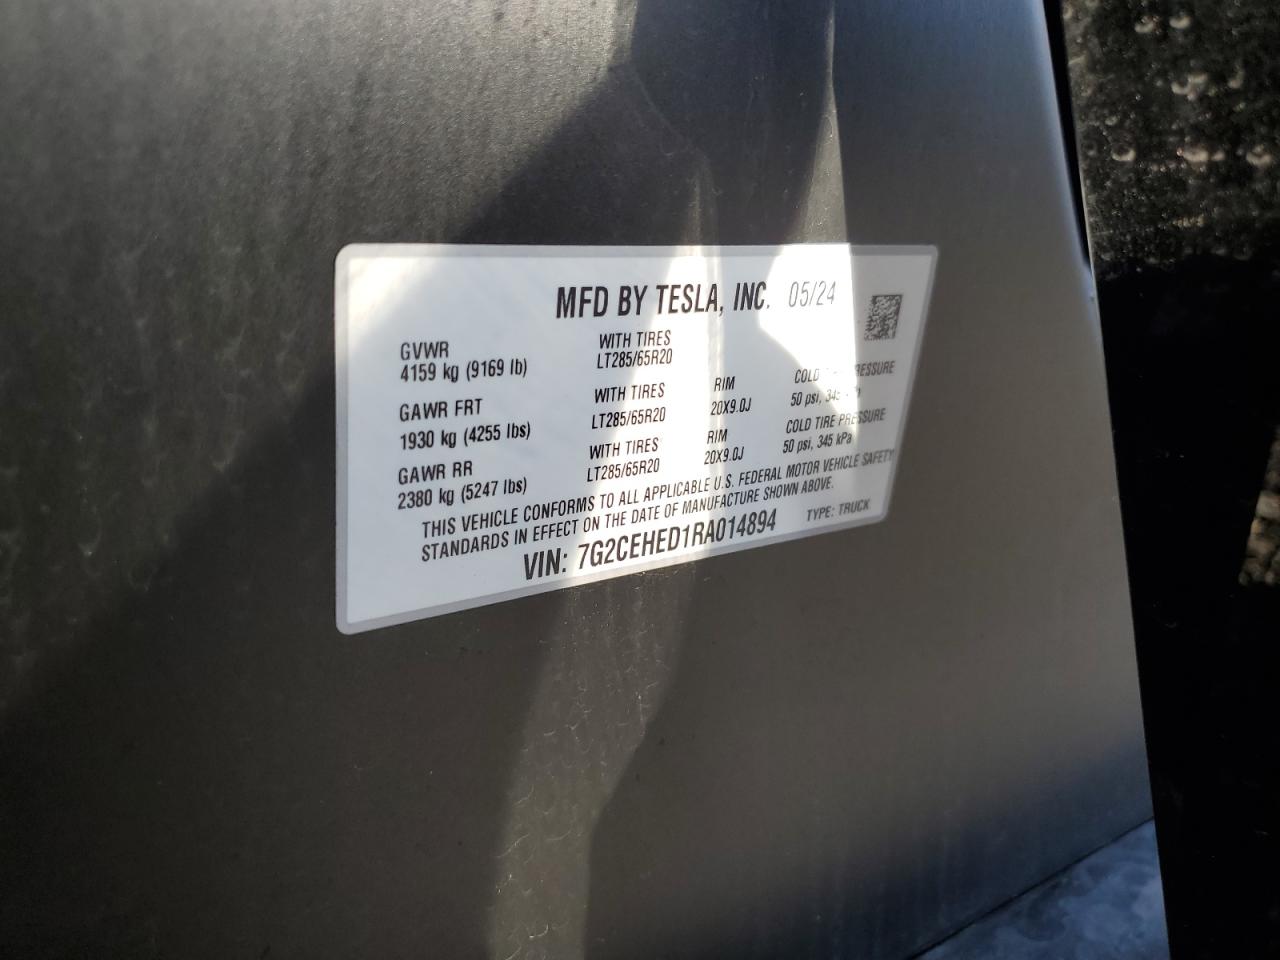 MFD BY TESLA, INC. 05/24
GVWR
4159 kg (9169 lb)
WITH TIRES
LT285/65R20
GAWR FRT
1930 kg (4255 lbs)
WITH TIRES
LT285/65R20
RIM
20X9.0J
COLD PRESSURE
50 psi, 345
GAWR RR
2380 kg (5247 lbs)
WITH TIRES
LT285/65R20
RIM
20X9.0J
COLD TIRE PRESSURE
50 psi, 345 kPa
THIS VEHICLE CONFORMS TO ALL APPLICABLE U.S. FEDERAL MOTOR VEHICLE SAFETY
STANDARDS IN EFFECT ON THE DATE OF MANUFACTURE SHOWN ABOVE.
VIN: 7G2CEHED1RA014894
TYPE: TRUCK